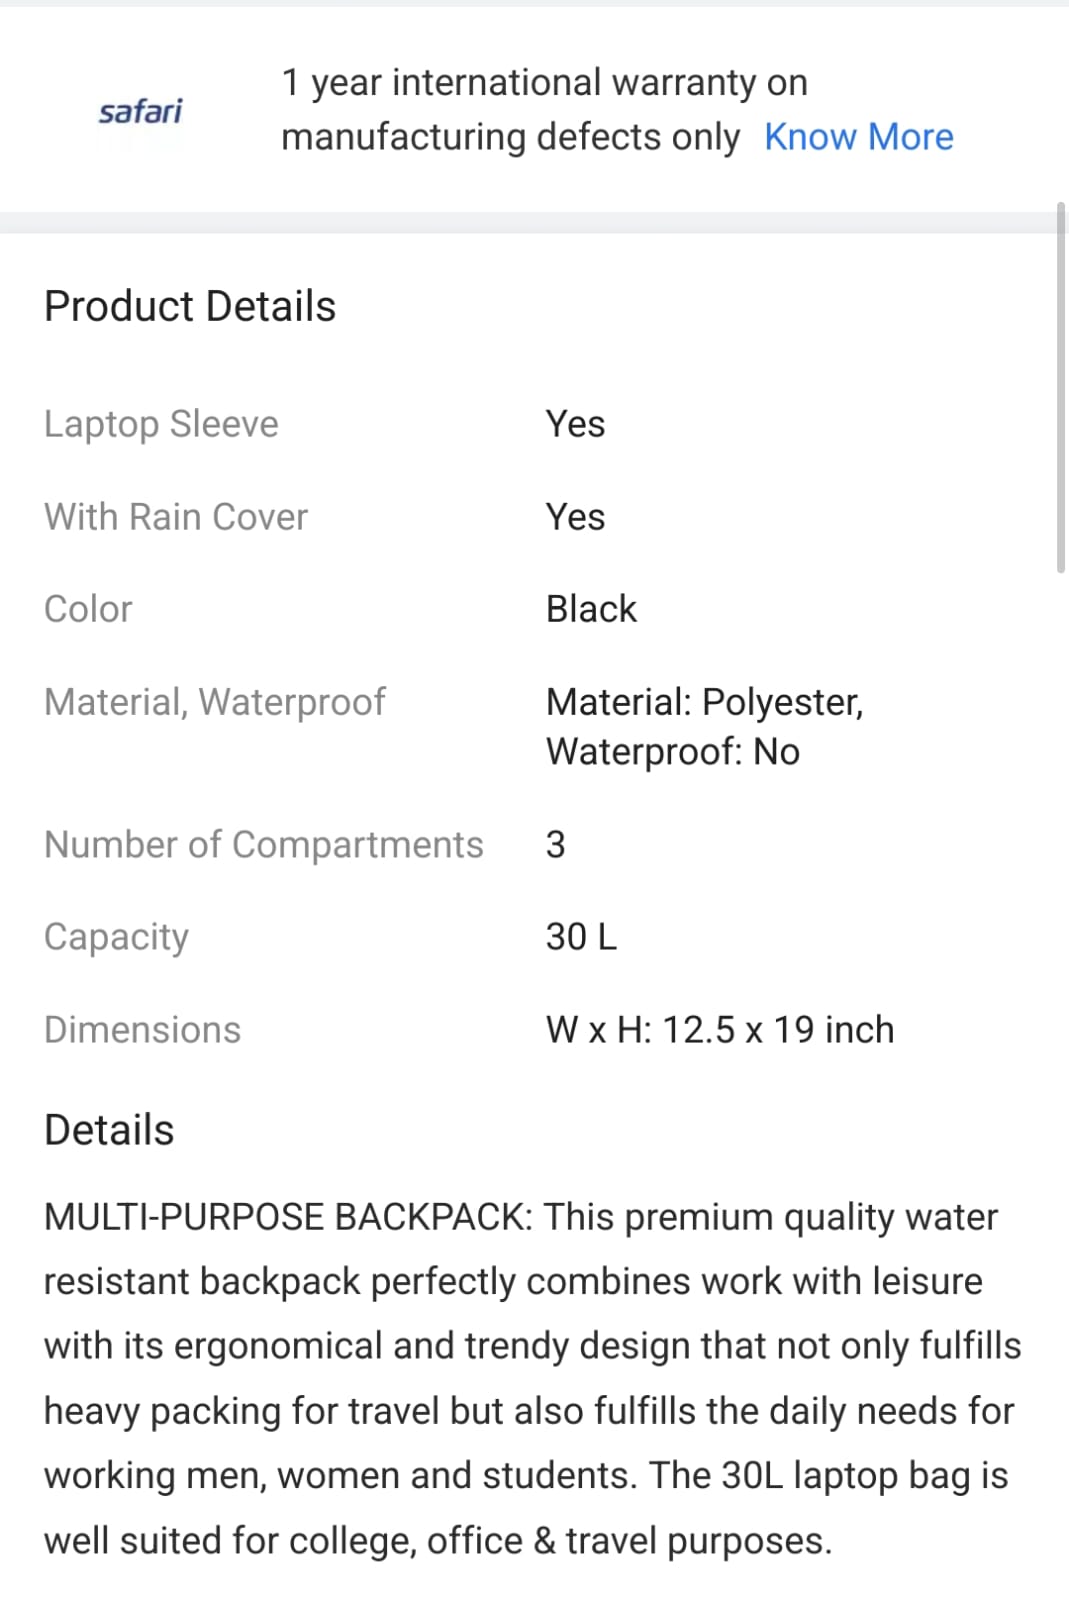 safari
1 year international warranty on
manufacturing defects only Know More
Product Details
Laptop Sleeve Yes
With Rain Cover Yes
Color Black
Material, Waterproof Material: Polyester,
Waterproof: No
Number of Compartments 3
Capacity 30 L
Dimensions W x H: 12.5 x 19 inch
Details
MULTI-PURPOSE BACKPACK: This premium quality water
resistant backpack perfectly combines work with leisure
with its ergonomical and trendy design that not only fulfills
heavy packing for travel but also fulfills the daily needs for
working men, women and students. The 30L laptop bag is
well suited for college, office & travel purposes.